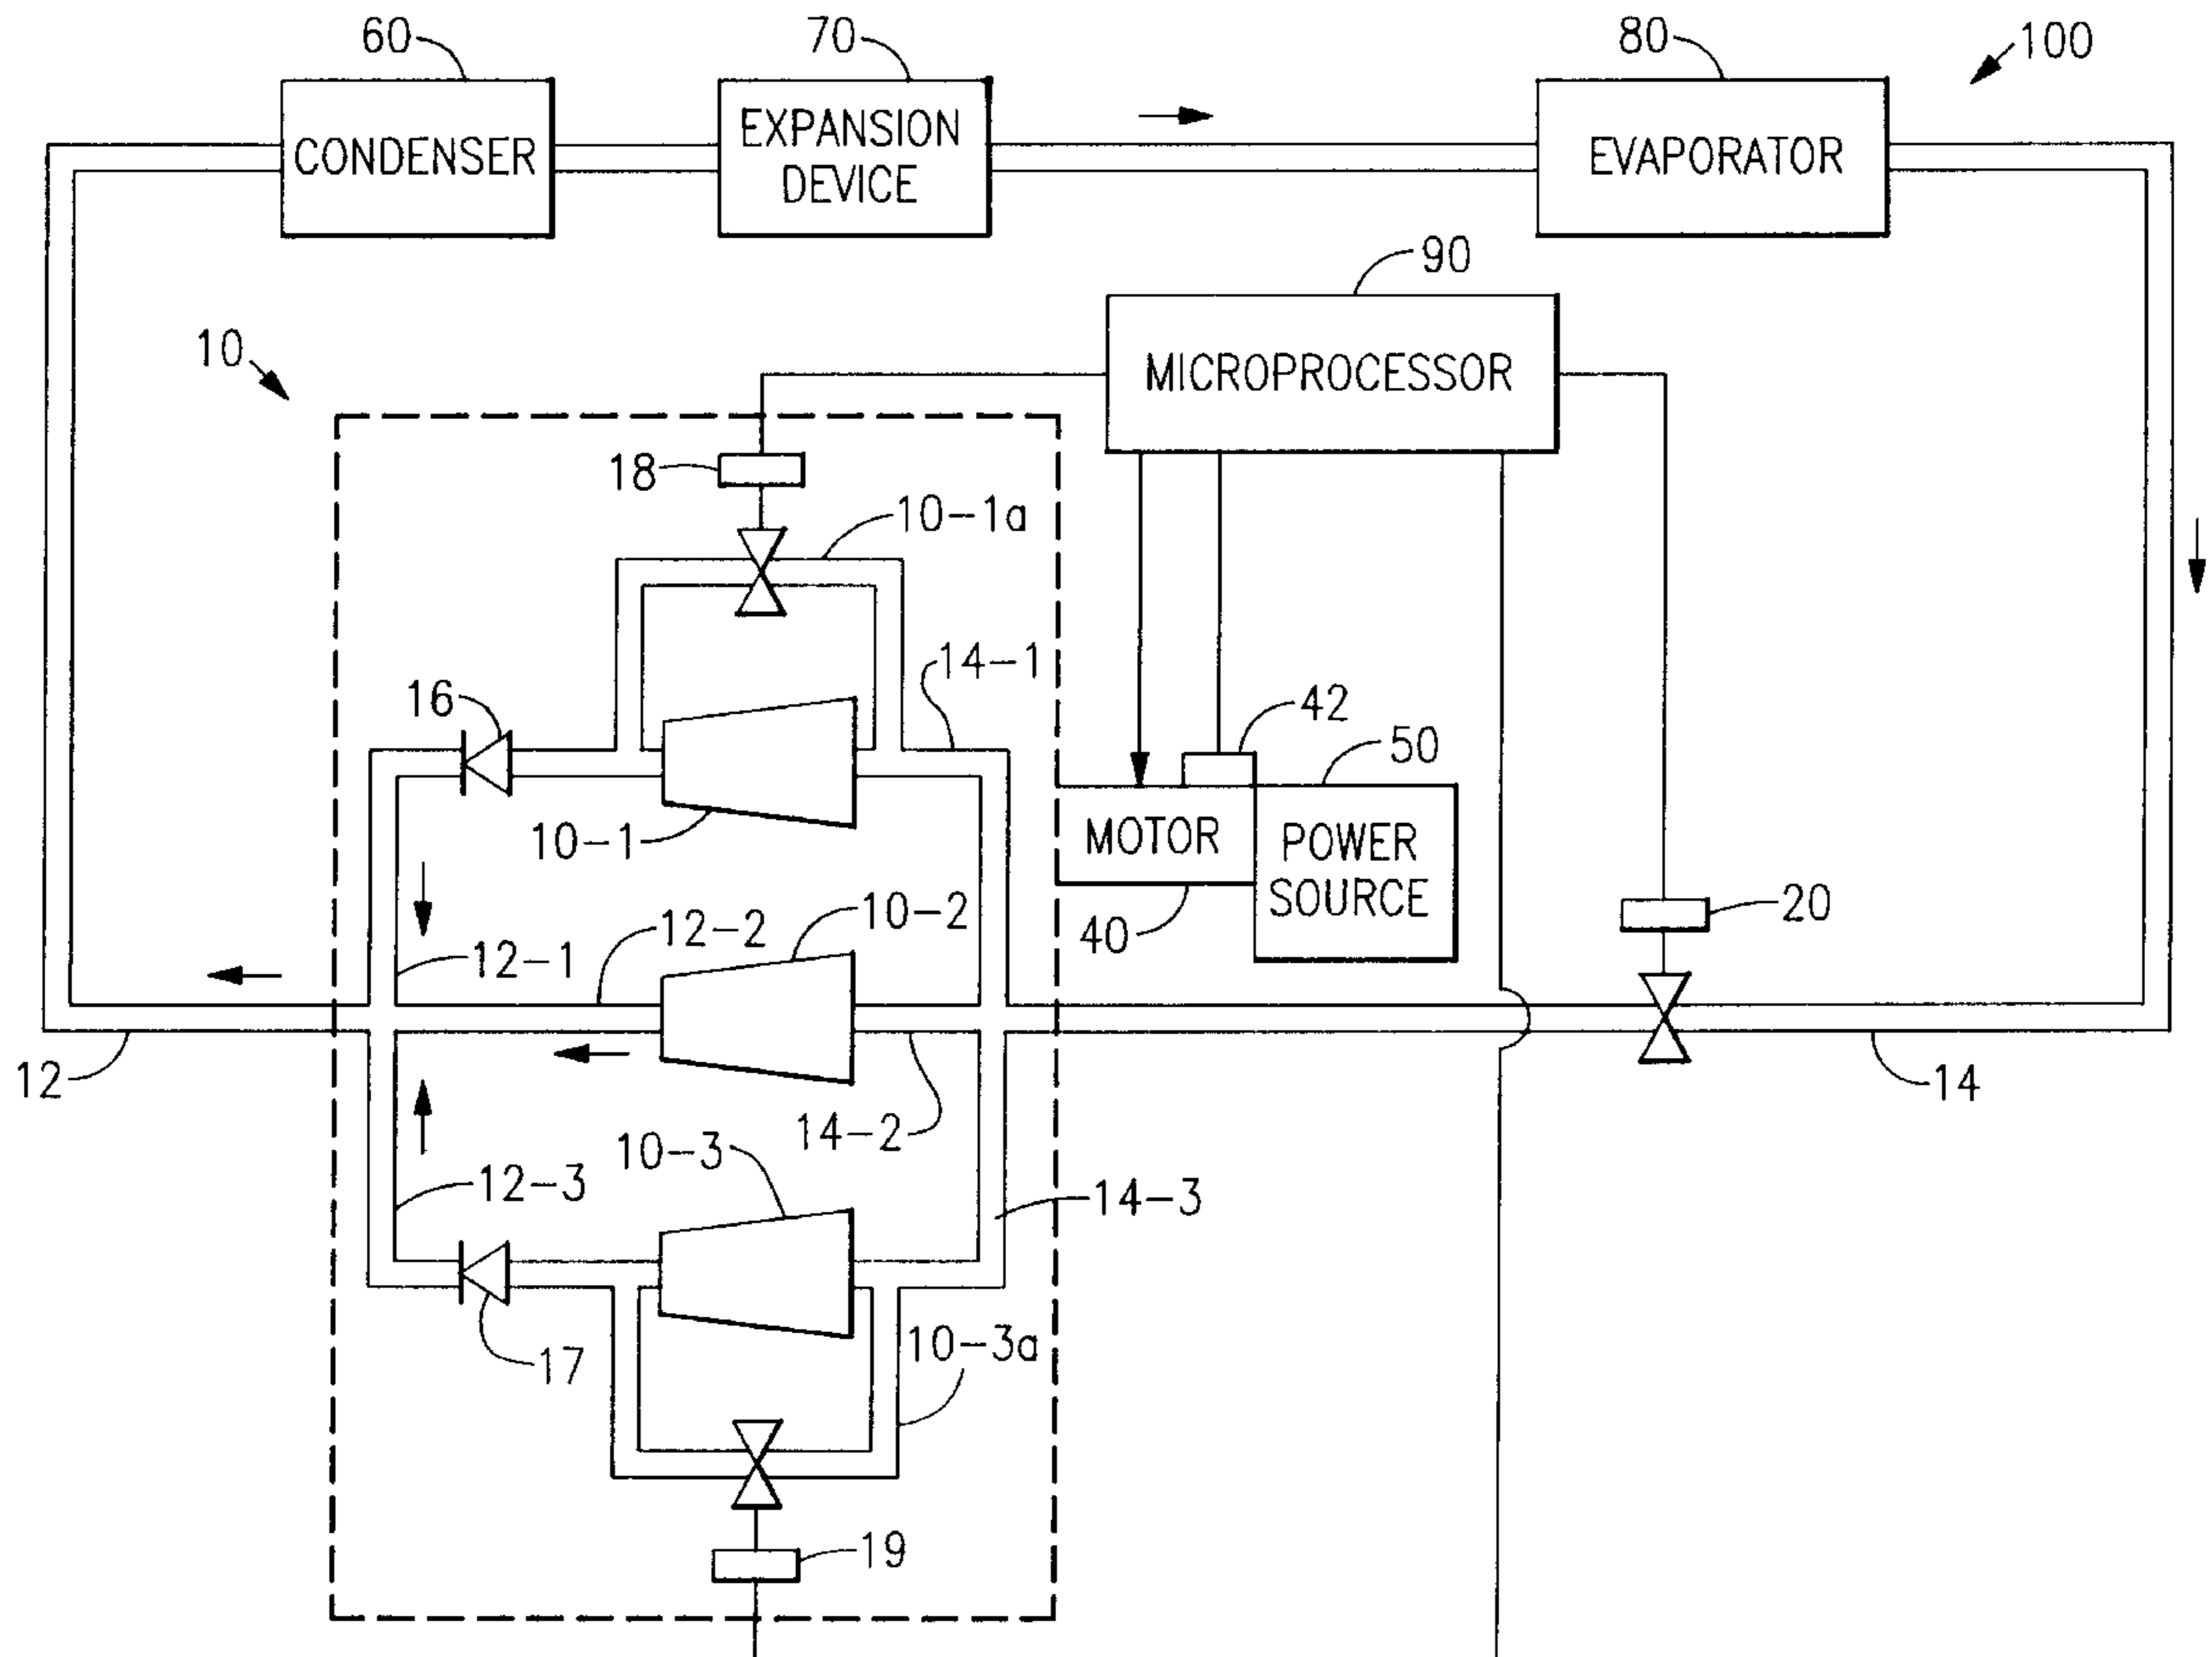 60
70
80
100
CONDENSER
EXPANSION
DEVICE
EVAPORATOR
90
10
MICROPROCESSOR
18
10-1a
14-1
16
42
50
10-1
MOTOR
POWER
SOURCE
10-2
12-2
20
40
12-1
12
14
14-2
10-3
12-3
14-3
10-3a
17
19